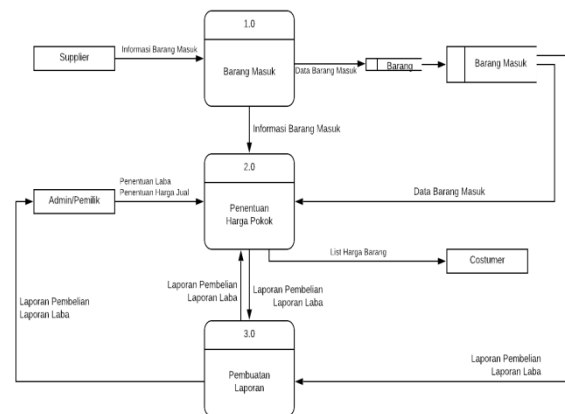 1.0
Supplier
Informasi Barang Masuk
Barang Masuk
Data Barang Masuk
Barang
Barang Masuk
Informasi Barang Masuk
2.0
Penentuan Laba
Penentuan Harga Jual
Admin/Pemilik
Penentuan
Harga Pokok
Data Barang Masuk
List Harga Barang
Costumer
Laporan Pembelian
Laporan Laba
Laporan Pembelian
Laporan Laba
Laporan Pembelian
Laporan Laba
3.0
Pembuatan
Laporan
Laporan Pembelian
Laporan Laba